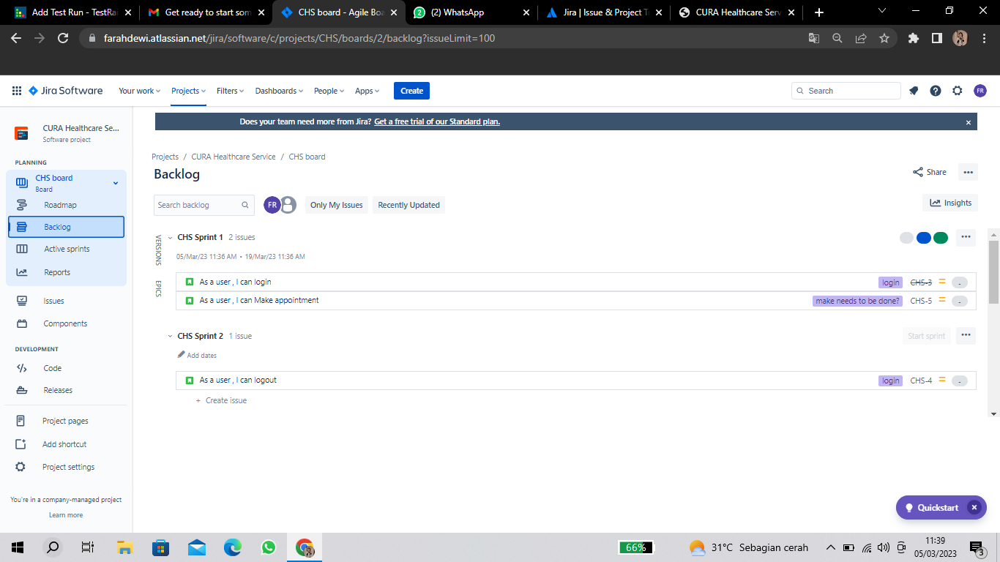 Add Test Run - TestRai
Get ready to start som
CHS board - Agile Boa
(2) WhatsApp
Jira | Issue & Project Tr
CURA Healthcare Serv
farahdewi.atlassian.net/jira/software/c/projects/CHS/boards/2/backlog?issueLimit=100
Jira Software
Your work
Projects
Filters
Dashboards
People
Apps
Create
Search
FR
CURA Healthcare Se...
Software project
PLANNING
CHS board
Board
Roadmap
Backlog
Active sprints
Reports
Issues
Components
DEVELOPMENT
Code
Releases
Project pages
Add shortcut
Project settings
You're in a company-managed project
Learn more
Does your team need more from Jira? Get a free trial of our Standard plan.
Projects / CURA Healthcare Service / CHS board
Backlog
Share
Search backlog
FR
Only My Issues
Recently Updated
Insights
VERSIONS
EPICS
CHS Sprint 1 2 issues
05/Mar/23 11:36 AM • 19/Mar/23 11:36 AM
As a user , I can login login CHS-3 -
As a user , I can Make appointment make needs to be done? CHS-5 -
CHS Sprint 2 1 issue
Start sprint
Add dates
As a user , I can logout login CHS-4 -
+ Create issue
Quickstart
66%
31°C Sebagian cerah
11:39
05/03/2023
3